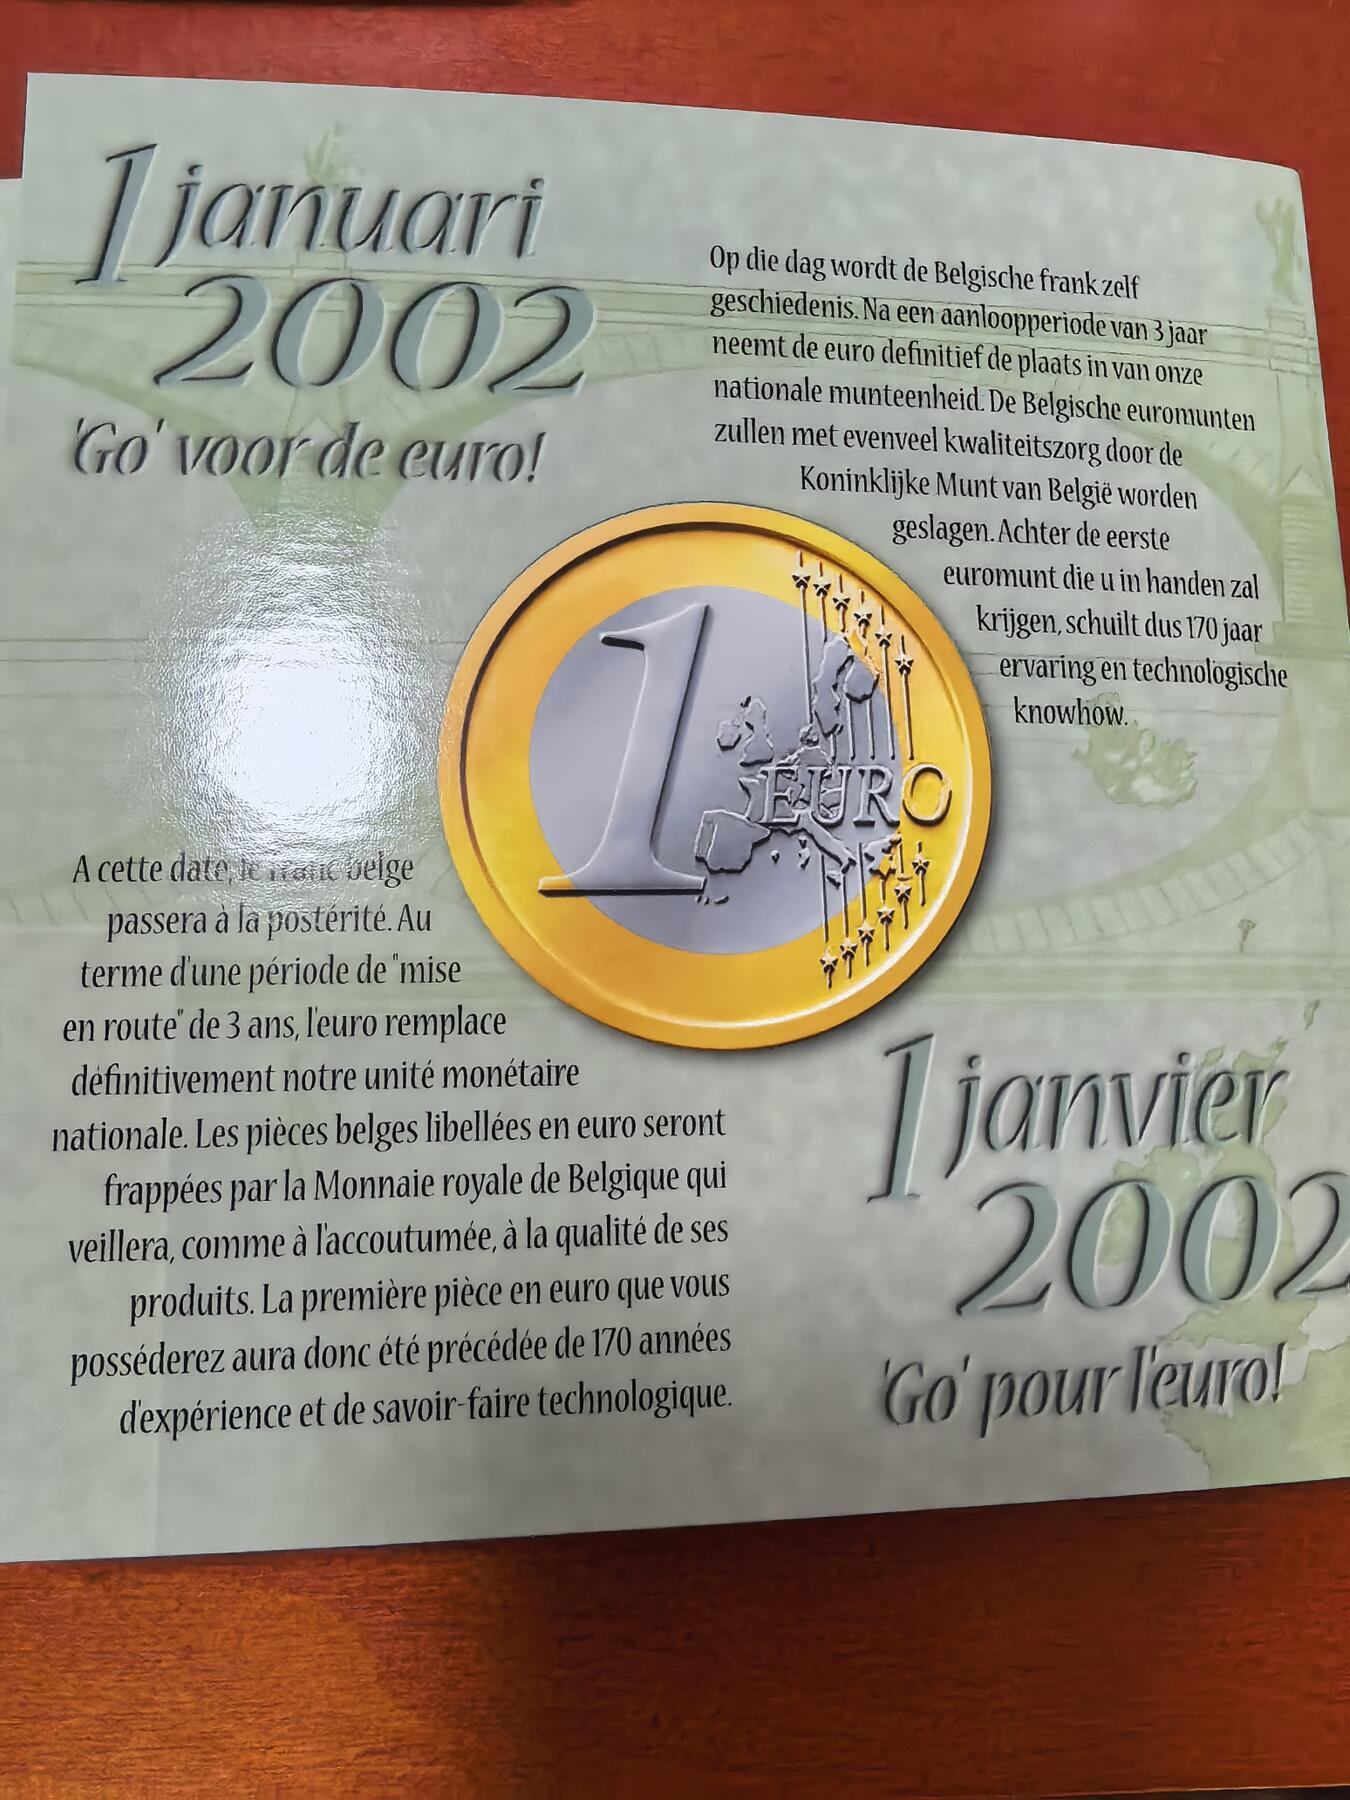 1 januari
2002
'Go' voor de euro!
Op die dag wordt de Belgische frank zelf
geschiedenis. Na een aanloopperiode van 3 jaar
neemt de euro definitief de plaats in van onze
nationale munteenheid. De Belgische euromunten
zullen met evenveel kwaliteitszorg door de
Koninklijke Munt van België worden
geslagen. Achter de eerste
euromunt die u in handen zal
krijgen, schuilt dus 170 jaar
ervaring en technologische
knowhow.
1
EURO
A cette date, le franc belge
passera à la postérité. Au
terme d'une période de "mise
en route" de 3 ans, l'euro remplace
définitivement notre unité monétaire
nationale. Les pièces belges libellées en euro seront
frappées par la Monnaie royale de Belgique qui
veillera, comme à l'accoutumée, à la qualité de ses
produits. La première pièce en euro que vous
posséderez aura donc été précédée de 170 années
d'expérience et de savoir-faire technologique.
1 janvier
2002
'Go' pour l'euro!